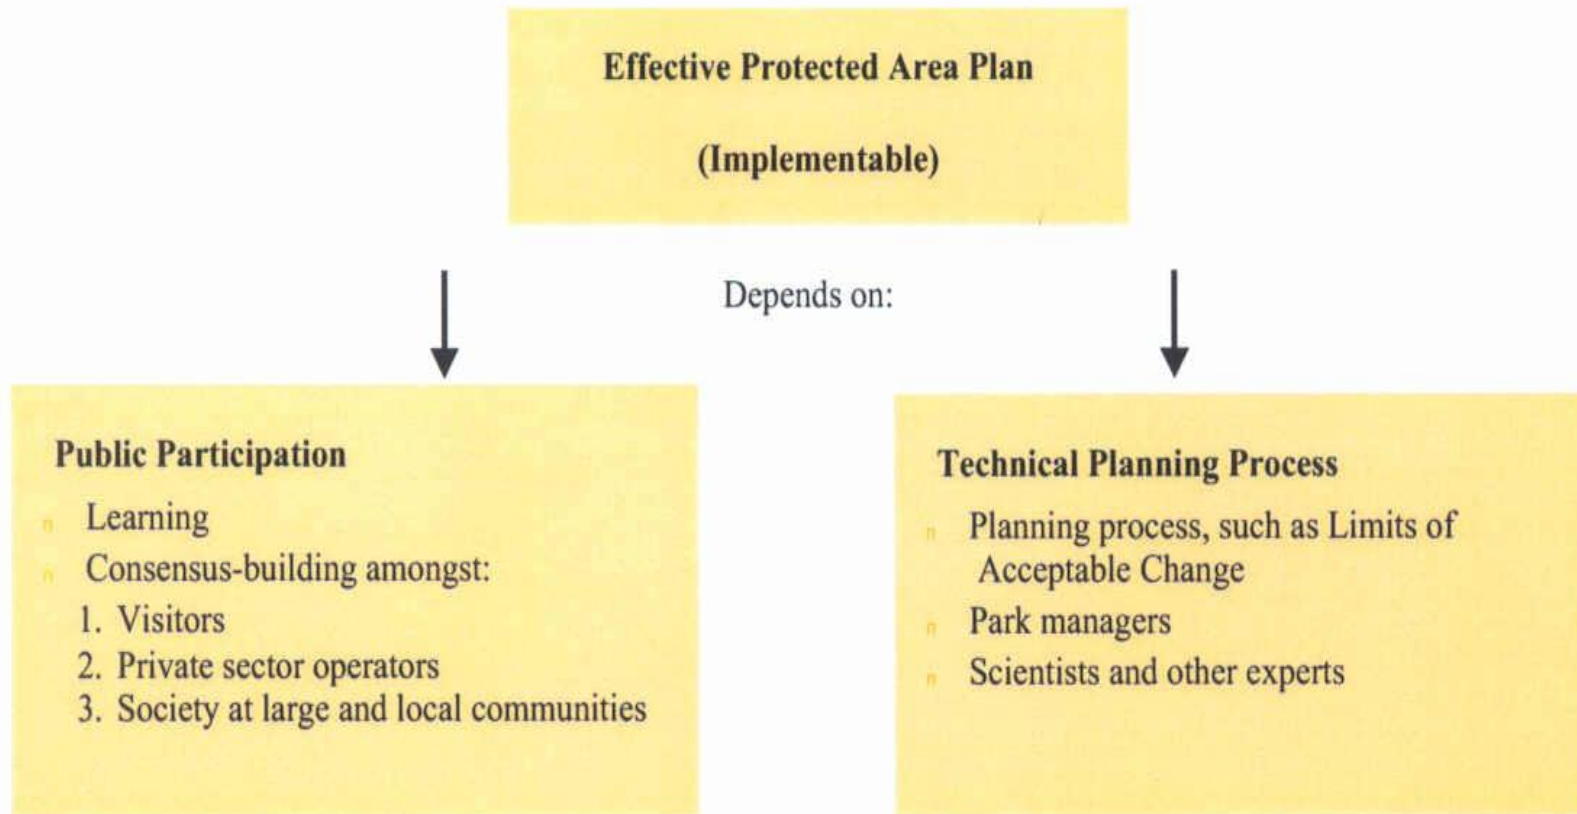 Effective Protected Area Plan
(Implementable)
Depends on:
Public Participation
Learning
Consensus-building amongst:
1. Visitors
2. Private sector operators
3. Society at large and local communities
Technical Planning Process
Planning process, such as Limits of
Acceptable Change
Park managers
Scientists and other experts